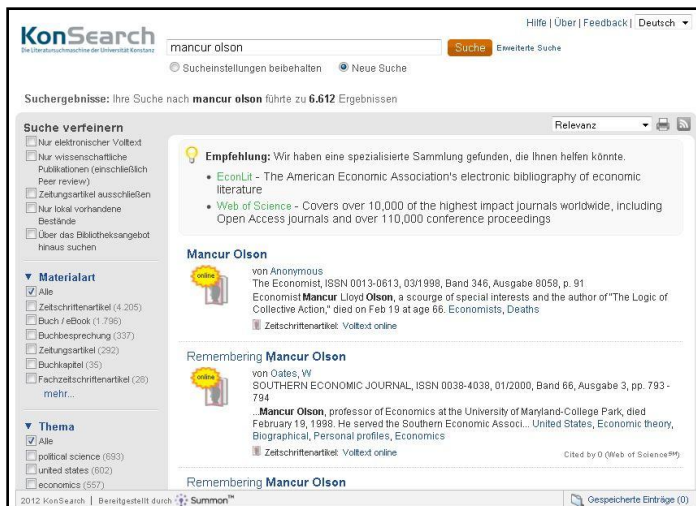 Hilfe | Über | Feedback | Deutsch
KonSearch
Die Literatursuchmaschine der Universität Konstanz
mancur olson
Suche
Erweiterte Suche
Sucheinstellungen beibehalten
Neue Suche
Suchergebnisse: Ihre Suche nach mancur olson führte zu 6.612 Ergebnissen
Relevanz
Suche verfeinern
Nur elektronischer Volltext
Nur wissenschaftliche
Publikationen (einschließlich
Peer review)
Zeitungsartikel ausschließen
Nur lokal vorhandene
Bestände
Über das Bibliotheksangebot
hinaus suchen
Materialart
Alle
Zeitschriftenartikel (4.205)
Buch / eBook (1.796)
Buchbesprechung (337)
Zeitungsartikel (292)
Buchkapitel (35)
Fachzeitschriftenartikel (28)
mehr...
Thema
Alle
political science (693)
united states (602)
economics (557)
Empfehlung: Wir haben eine spezialisierte Sammlung gefunden, die Ihnen helfen könnte.
EconLit - The American Economic Association's electronic bibliography of economic
literature
Web of Science - Covers over 10,000 of the highest impact journals worldwide, including
Open Access journals and over 110,000 conference proceedings
Mancur Olson
online
von Anonymous
The Economist, ISSN 0013-0613, 03/1998, Band 346, Ausgabe 8058, p. 91
Economist Mancur Lloyd Olson, a scourge of special interests and the author of "The Logic of
Collective Action," died on Feb 19 at age 66. Economists, Deaths
Zeitschriftenartikel: Volltext online
Remembering Mancur Olson
online
von Oates, W
SOUTHERN ECONOMIC JOURNAL, ISSN 0038-4038, 01/2000, Band 66, Ausgabe 3, pp. 793 -
794
...Mancur Olson, professor of Economics at the University of Maryland-College Park, died
February 19, 1998. He served the Southern Economic Associ... United States, Economic theory,
Biographical, Personal profiles, Economics
Zeitschriftenartikel: Volltext online
Cited by 0 (Web of Science℠)
Remembering Mancur Olson
2012 KonSearch | Bereitgestellt durch Summon™
Gespeicherte Einträge (0)